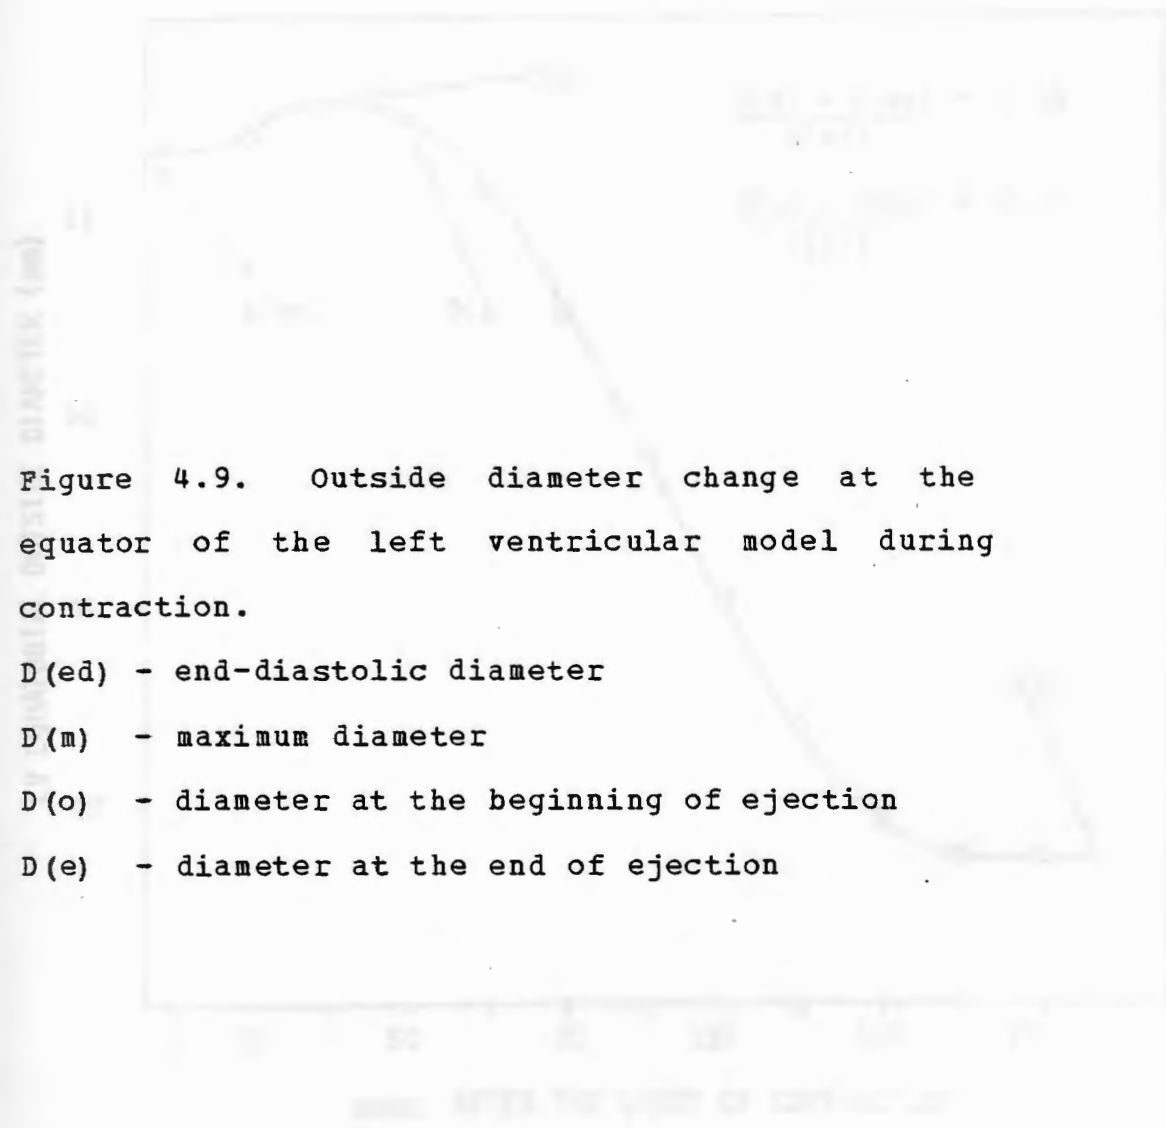 Figure 4.9. Outside diameter change at the
equator of the left ventricular model during
contraction.
D(ed) - end-diastolic diameter
D(m) - maximum diameter
D(o) - diameter at the beginning of ejection
D(e) - diameter at the end of ejection